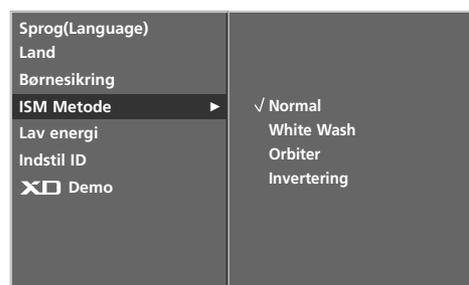 Sprog(Language)
Land
Børnesikring
ISM Metode ►
Lav energi
Indstil ID
XD Demo
√ Normal
White Wash
Orbiter
Invertering